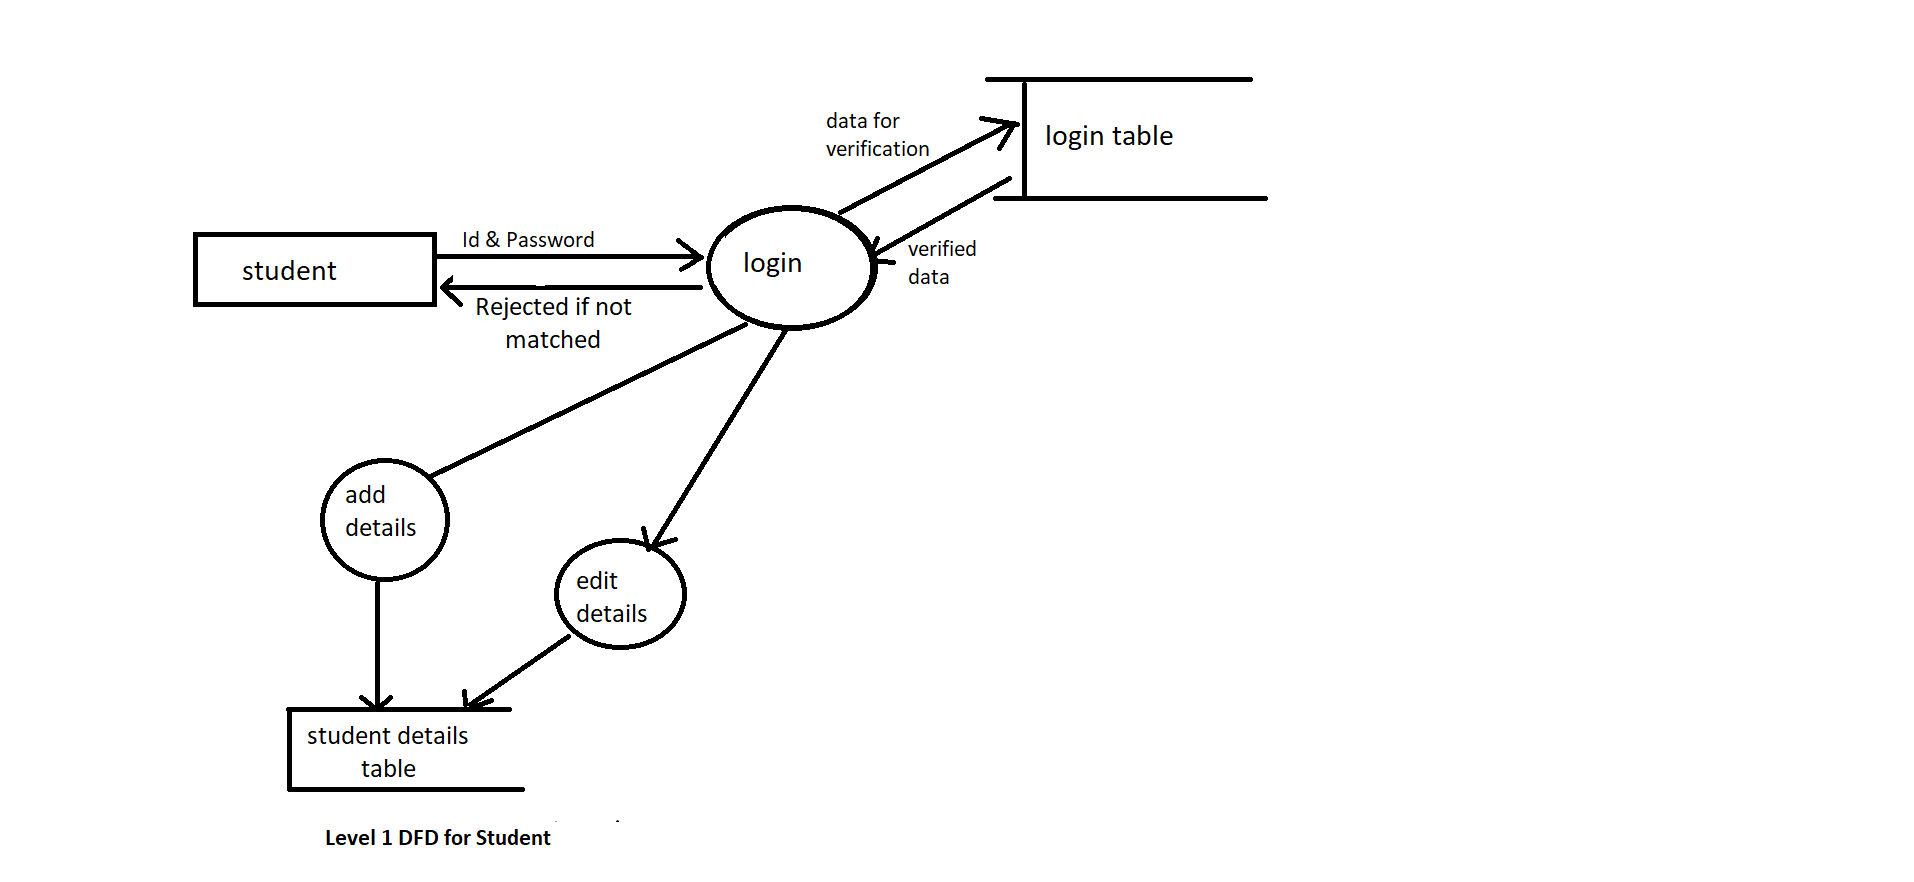 data for
verification
login table
Id & Password
student
login
verified
data
Rejected if not
matched
add
details
edit
details
student details
table
Level 1 DFD for Student